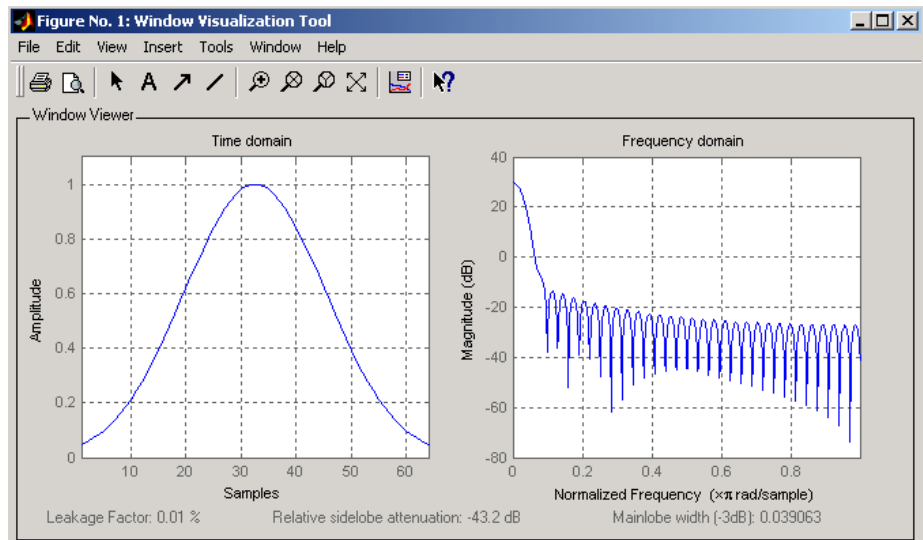 Figure No. 1: Window Visualization Tool
File Edit View Insert Tools Window Help
A
Window Viewer
Time domain
Amplitude
1
0.8
0.6
0.4
0.2
0
10 20 30 40 50 60
Samples
Frequency domain
Magnitude (dB)
40
20
0
-20
-40
-60
-80
0 0.2 0.4 0.6 0.8
Normalized Frequency (×π rad/sample)
Leakage Factor: 0.01 % Relative sidelobe attenuation: -43.2 dB Mainlobe width (-3dB): 0.039063